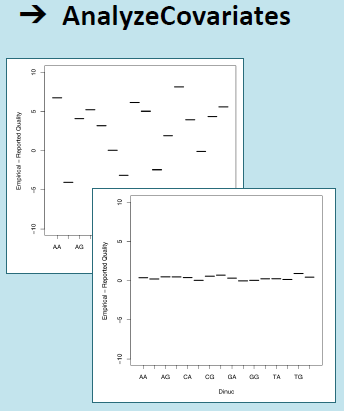 ➔ AnalyzeCovariates
Empirical − Reported Quality
10
5
0
−5
−10
AA AG
Empirical − Reported Quality
10
5
0
−5
−10
AA AG CA CG GA GG TA TG
Dinuc